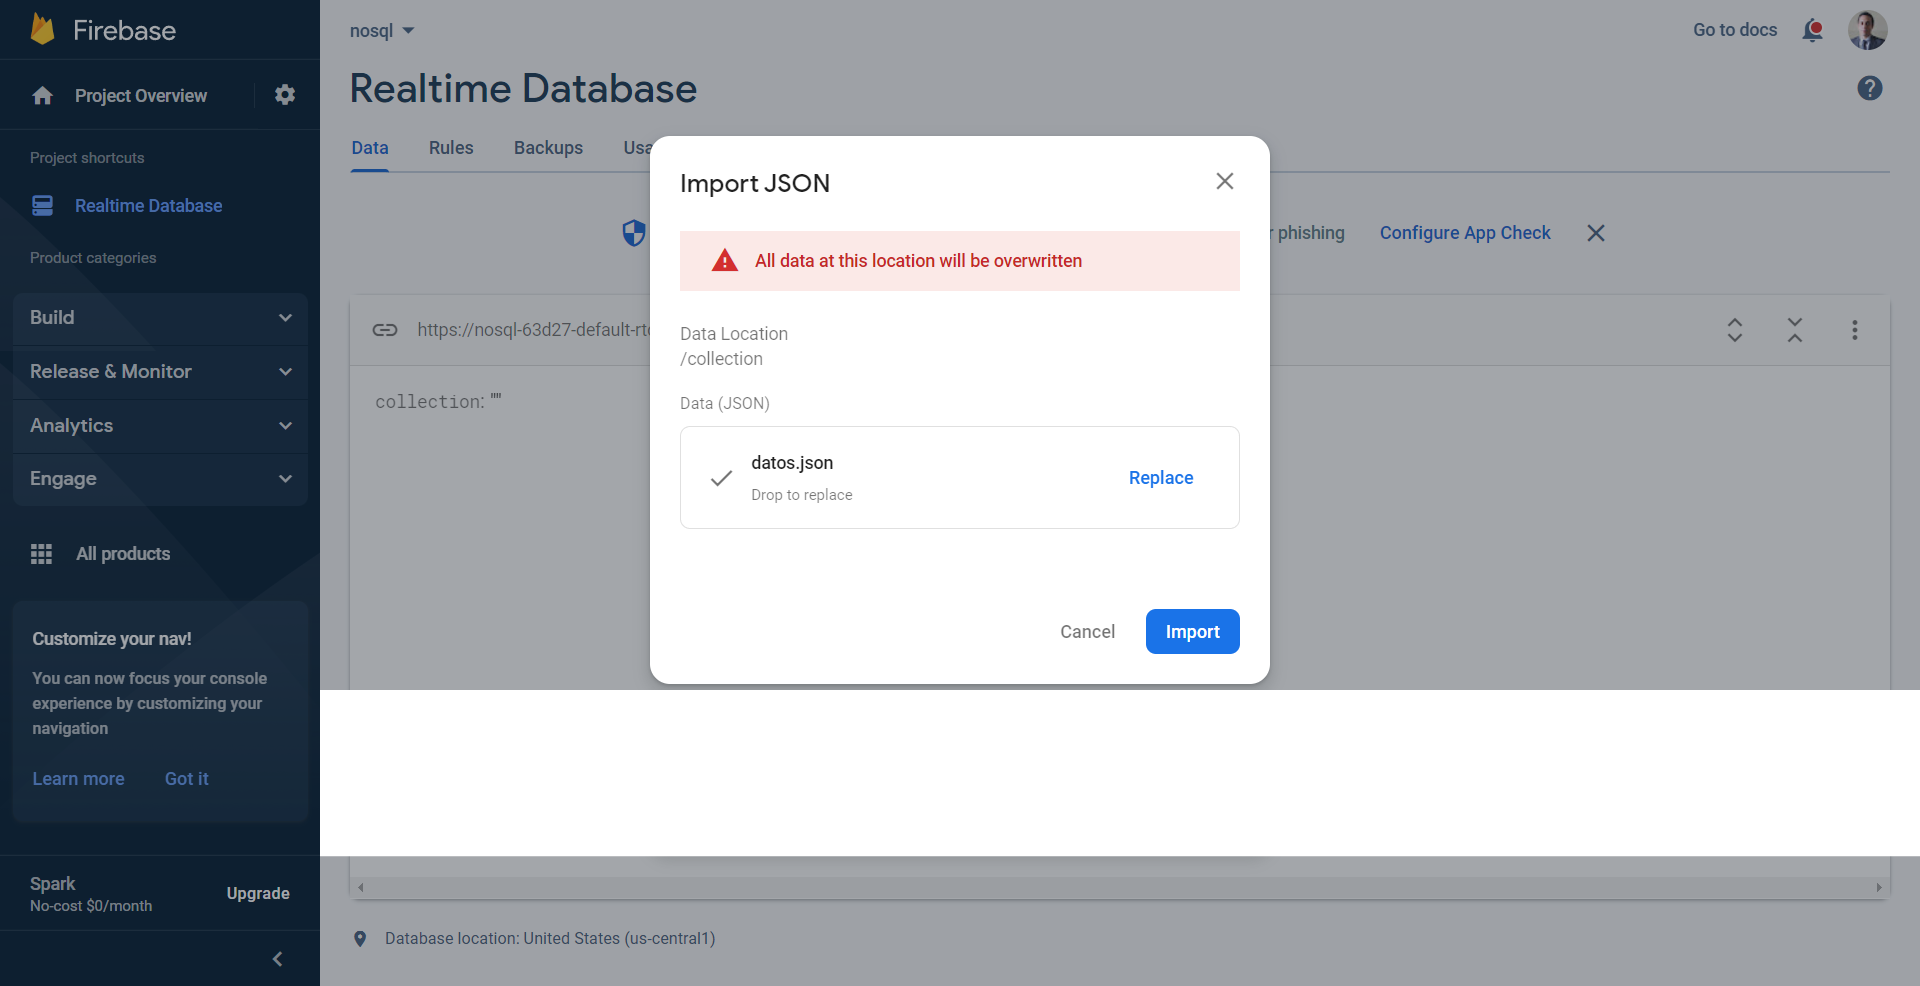 Firebase
Project Overview
Project shortcuts
Realtime Database
Product categories
Build
Release & Monitor
Analytics
Engage
All products
Customize your nav!
You can now focus your console
experience by customizing your
navigation
Learn more Got it
Spark
No-cost $0/month
Upgrade
nosql
Go to docs
Realtime Database
Data Rules Backups
phishing Configure App Check
https://nosql-63d27-default-rt
collection: ""
Import JSON
All data at this location will be overwritten
Data Location
/collection
Data (JSON)
datos.json
Drop to replace
Replace
Cancel Import
Database location: United States (us-central1)